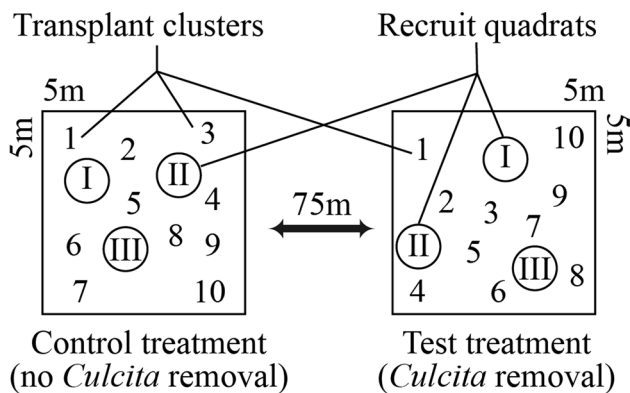 Transplant clusters
Recruit quadrats
5m
5m
1
2
3
I
II
5
4
6
III
8
9
7
10
75m
5m
5m
1
I
10
2
3
9
7
II
5
III
8
4
6
Control treatment
(no Culcita removal)
Test treatment
(Culcita removal)